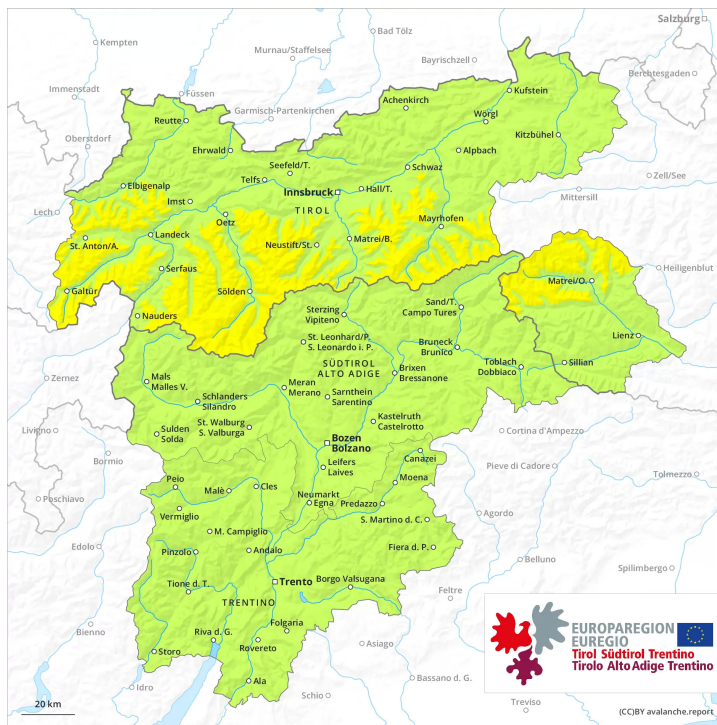 Salzburg
Kempten
Bad Tölz
Murnau/Staffelsee
Bayrischzell
Berchtesgaden
Immenstadt
Füssen
Garmisch-Partenkirchen
Achenkirch
Kufstein
Reutte
Wörgl
Oberstdorf
Ehrwald
Kitzbühel
Seefeld/T.
Alpbach
Schwaz
Telfs
Zell/See
Elbigenalp
Innsbruck
Hall/T.
Mittersill
Lech
Imst
TIROL
Oetz
Mayrhofen
St. Anton/A.
Landeck
Neustift/St.
Matrei/B.
Serfaus
Heiligenblut
Matrei/O.
Galtür
Sölden
Nauders
Sterzing
Vipiteno
Sand/T.
Campo Tures
Lienz
St. Leonhard/P.
S. Leonardo i. P.
Bruneck
Brunico
Toblach
Dobbiaco
Sillian
SÜDTIROL
ALTO ADIGE
Brixen
Bressanone
Zernez
Mals
Malles V.
Meran
Merano
Sarnthein
Sarentino
Schlanders
Silandro
Kastelruth
Castelrotto
St. Walburg
S. Valburga
Livigno
Sulden
Solda
Cortina d'Ampezzo
Bozen
Bolzano
Bormio
Canazei
Pieve di Cadore
Leifers
Laives
Tolmezzo
Poschiavo
Peio
Malè
Cles
Moena
Neumarkt
Egna
Predazzo
Vermiglio
Agordo
S. Martino d. C.
M. Campiglio
Edolo
Pinzolo
Andalo
Fiera d. P.
Belluno
Spilimbergo
Trento
Borgo Valsugana
Tione d. T.
Feltre
TRENTINO
Folgaria
Bienno
Riva d. G.
Rovereto
Asiago
Storo
Bassano d. G.
Ala
Idro
Schio
Treviso
EUROPAREGION
EUREGIO
Tirol Südtirol Trentino
Tirolo Alto Adige Trentino
20 km
(CC)BY avalanche.report